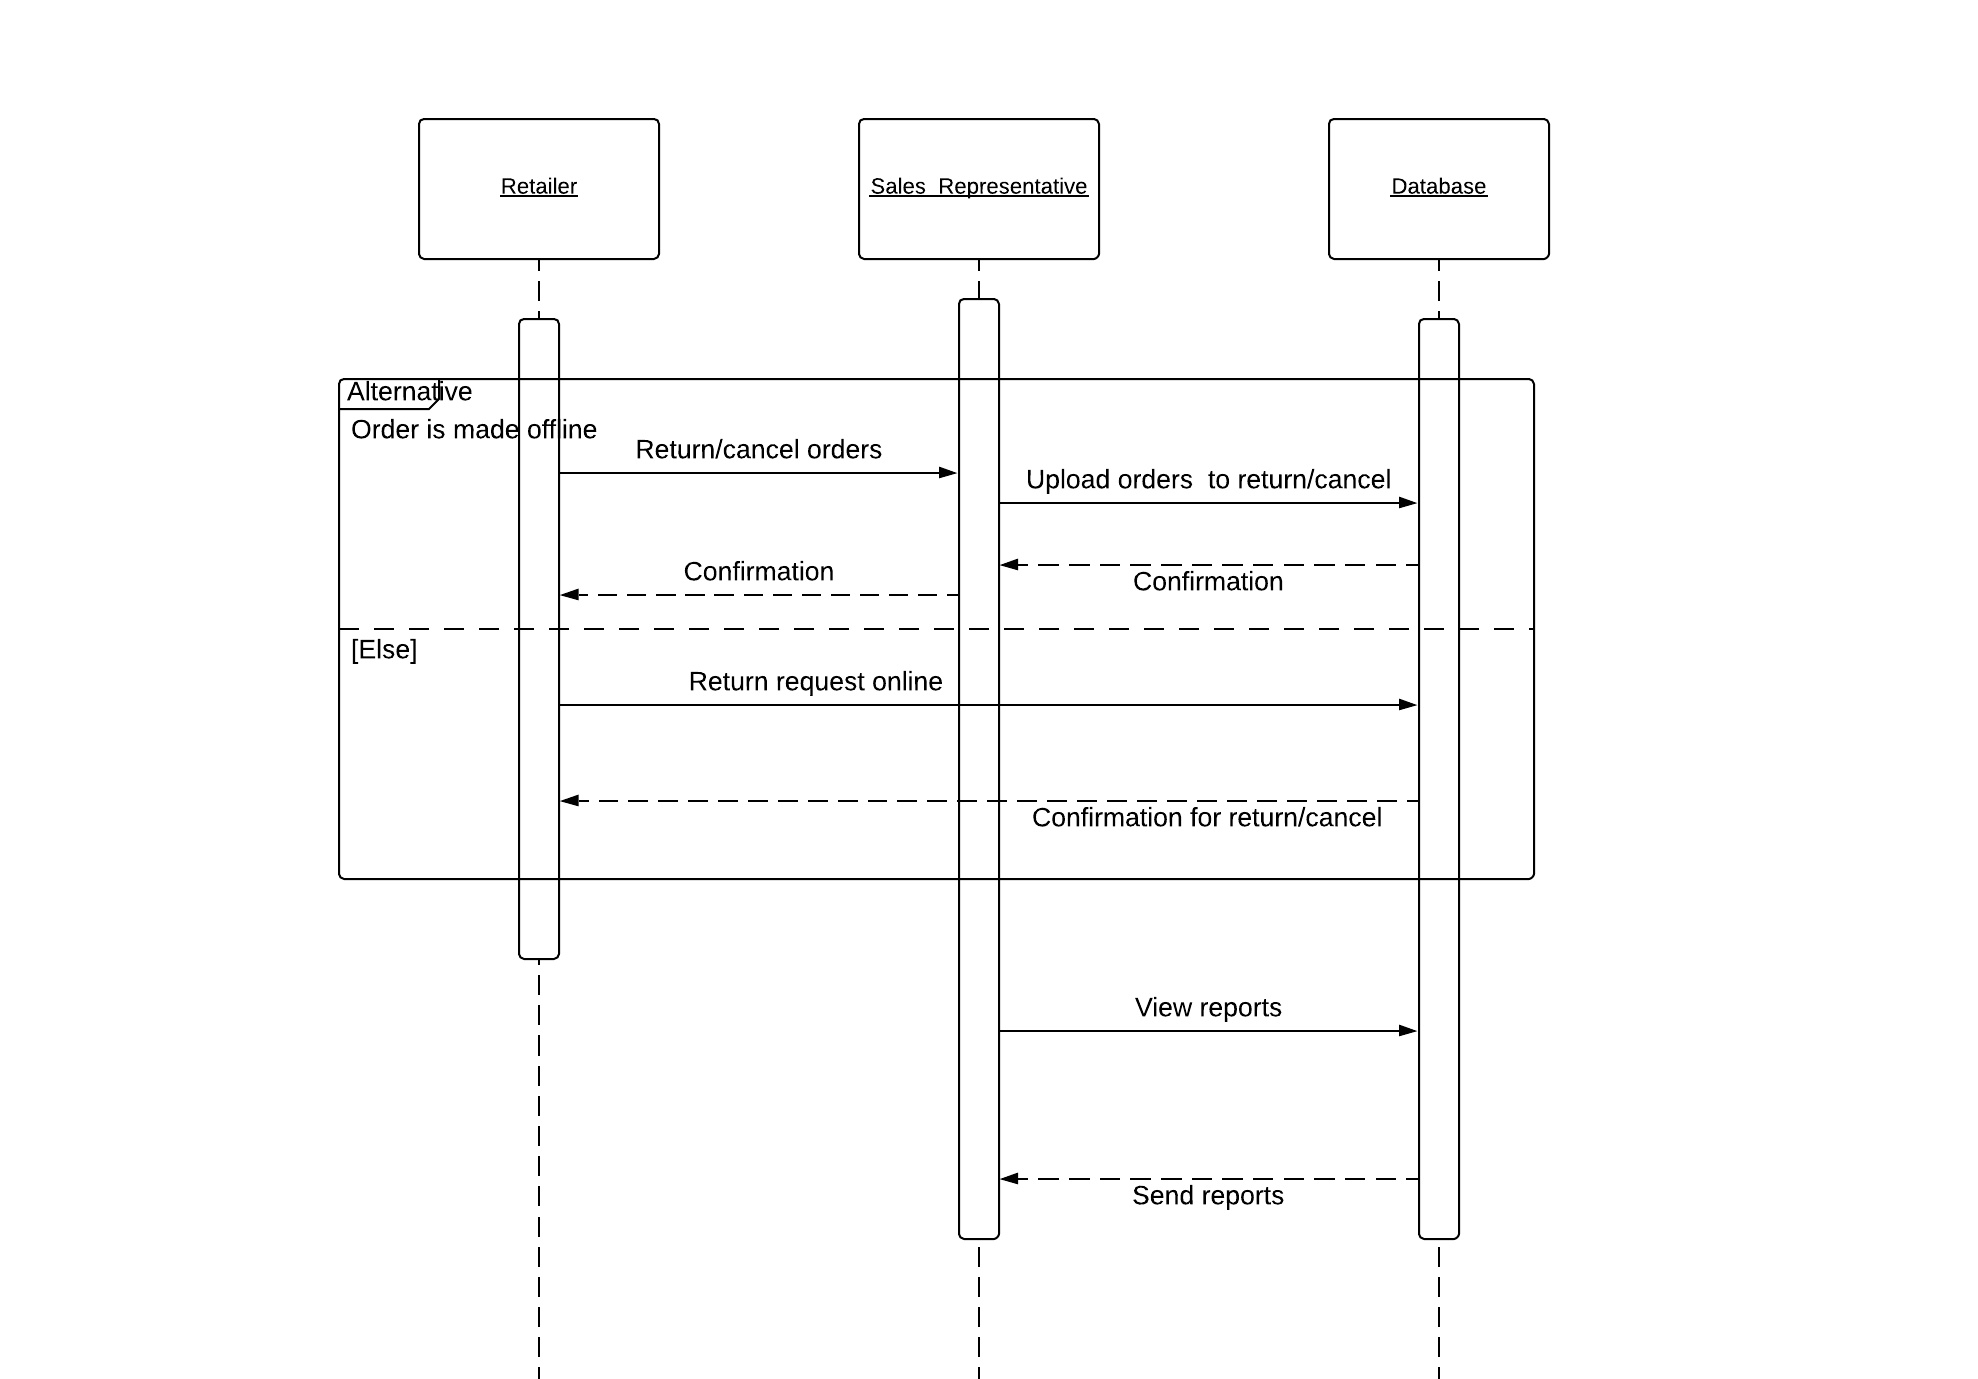 Retailer
Sales  Representative
Database
Alternative
Order is made offline
Return/cancel orders
Upload orders  to return/cancel
Confirmation
Confirmation
[Else]
Return request online
Confirmation for return/cancel
View reports
Send reports